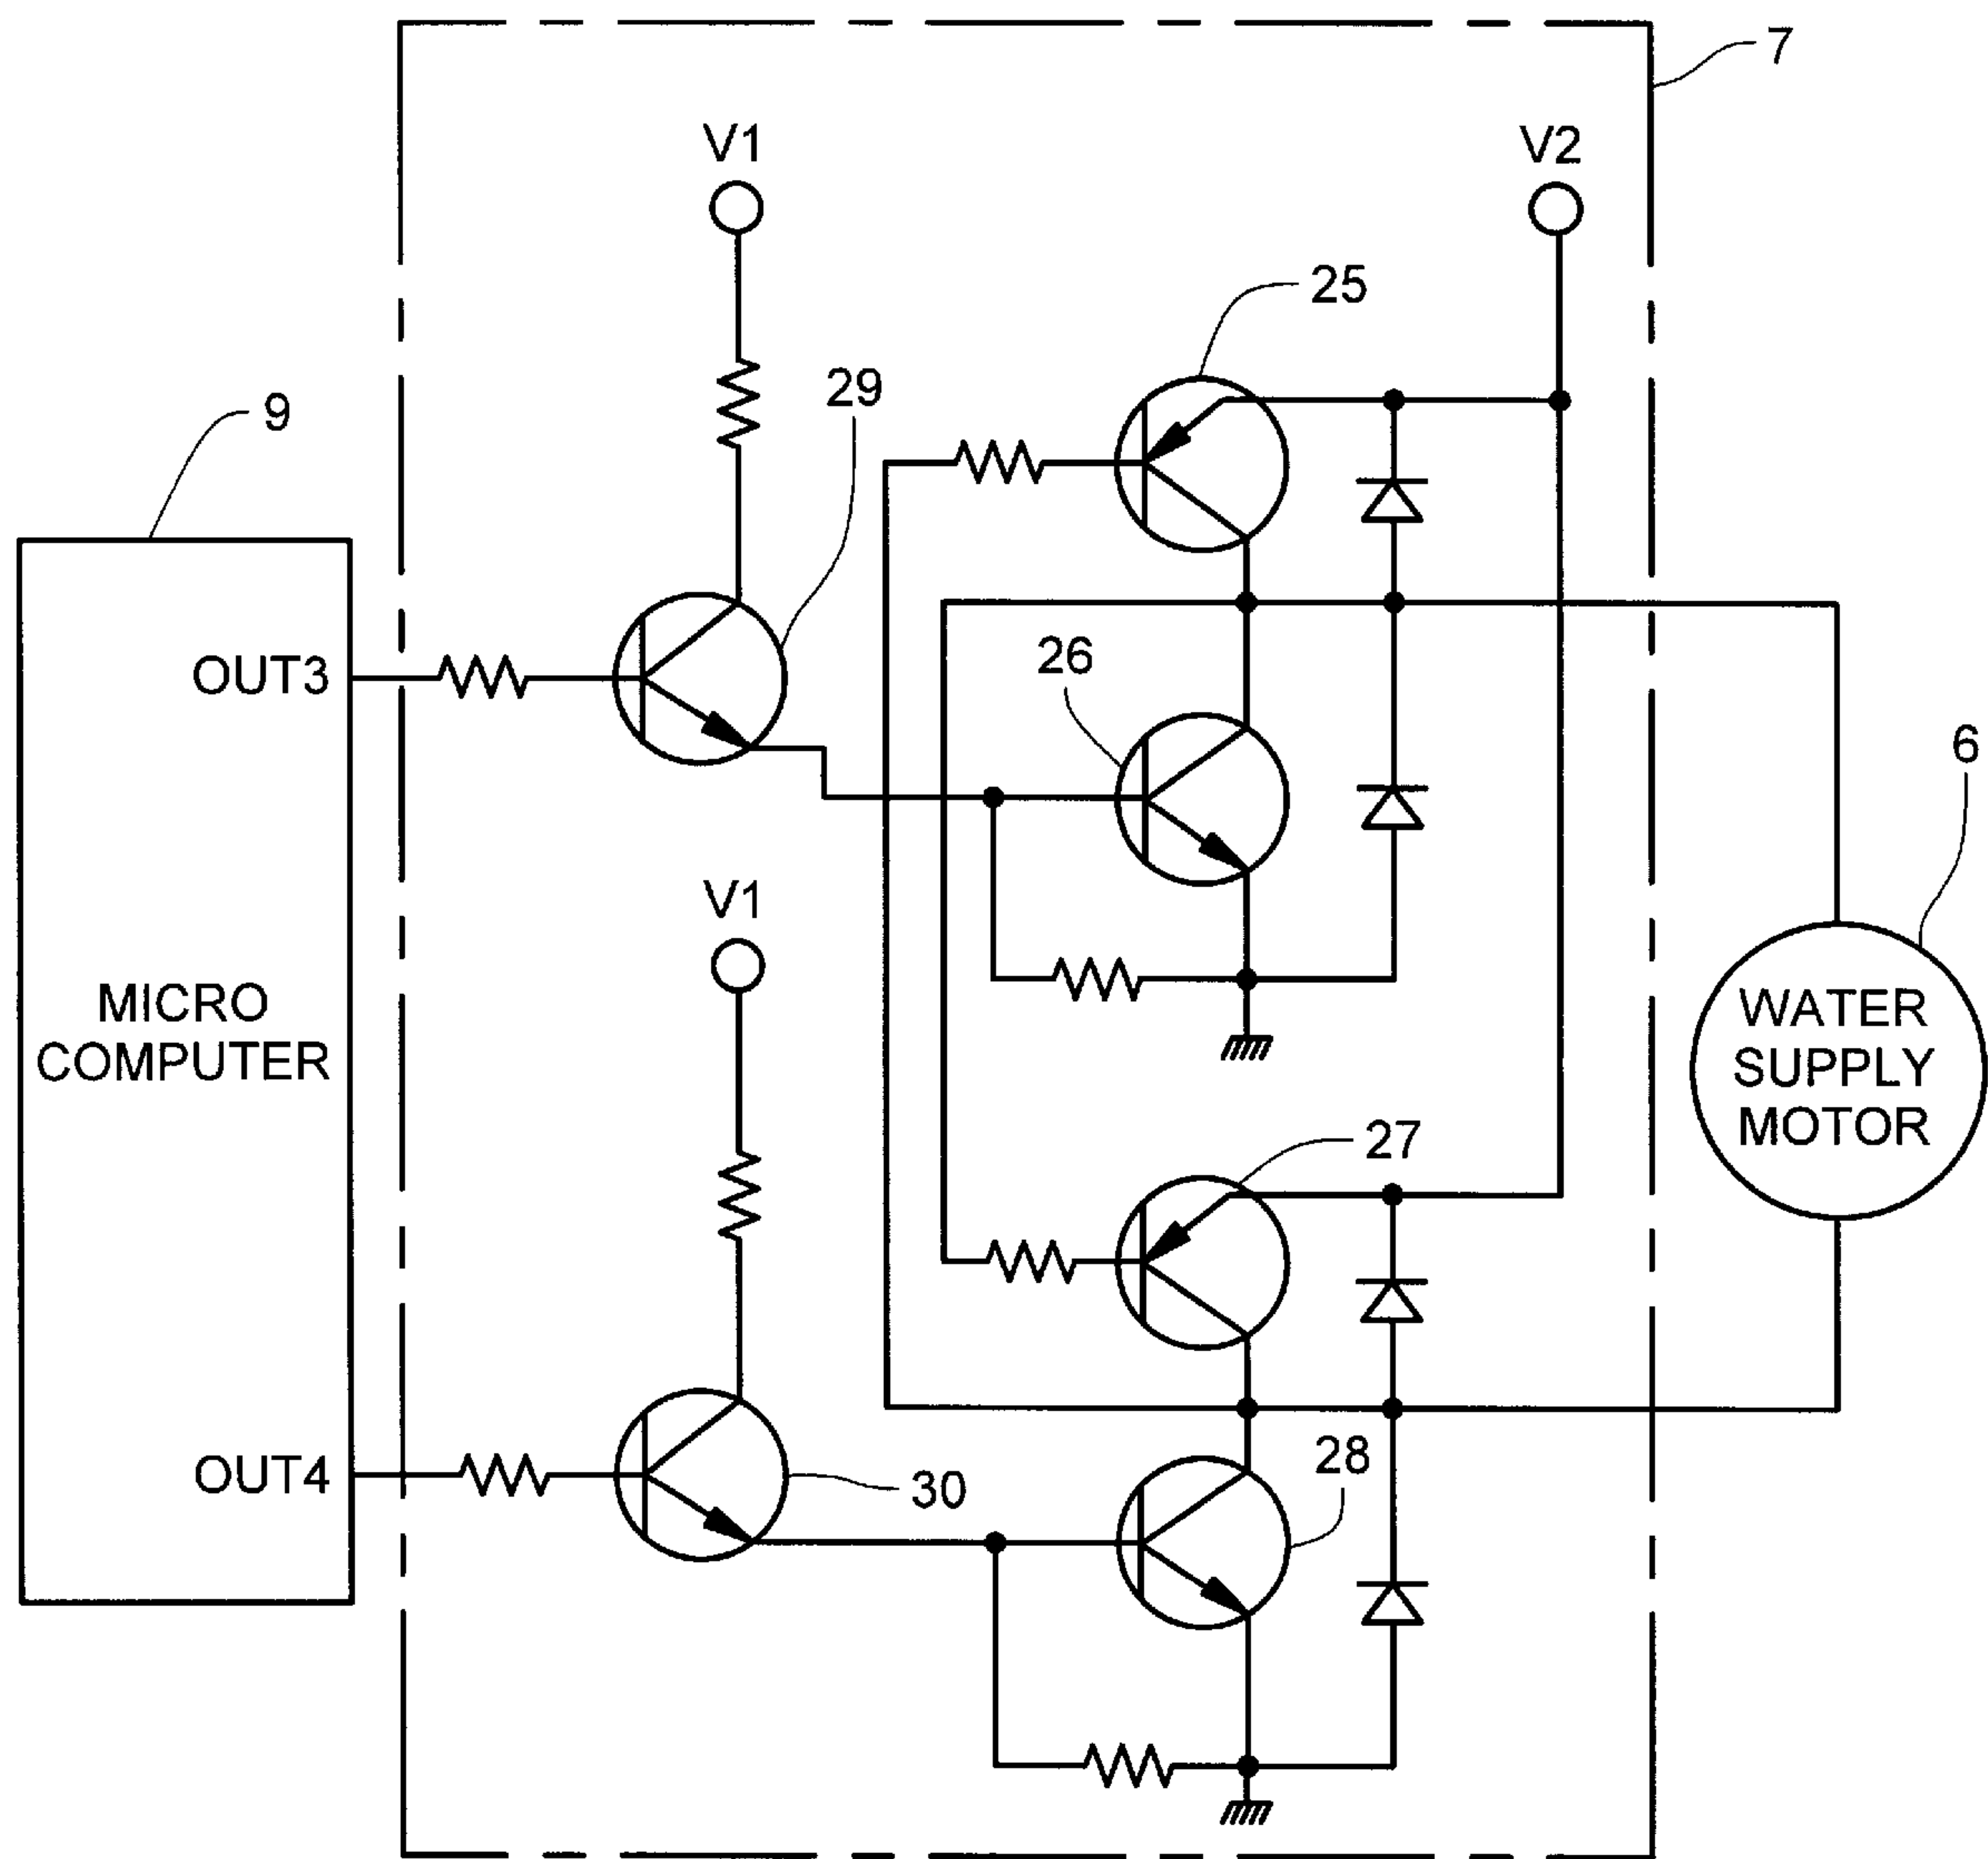 7
V1
V2
25
29
9
OUT3
26
6
V1
MICRO
COMPUTER
WATER
SUPPLY
MOTOR
27
28
OUT4
30